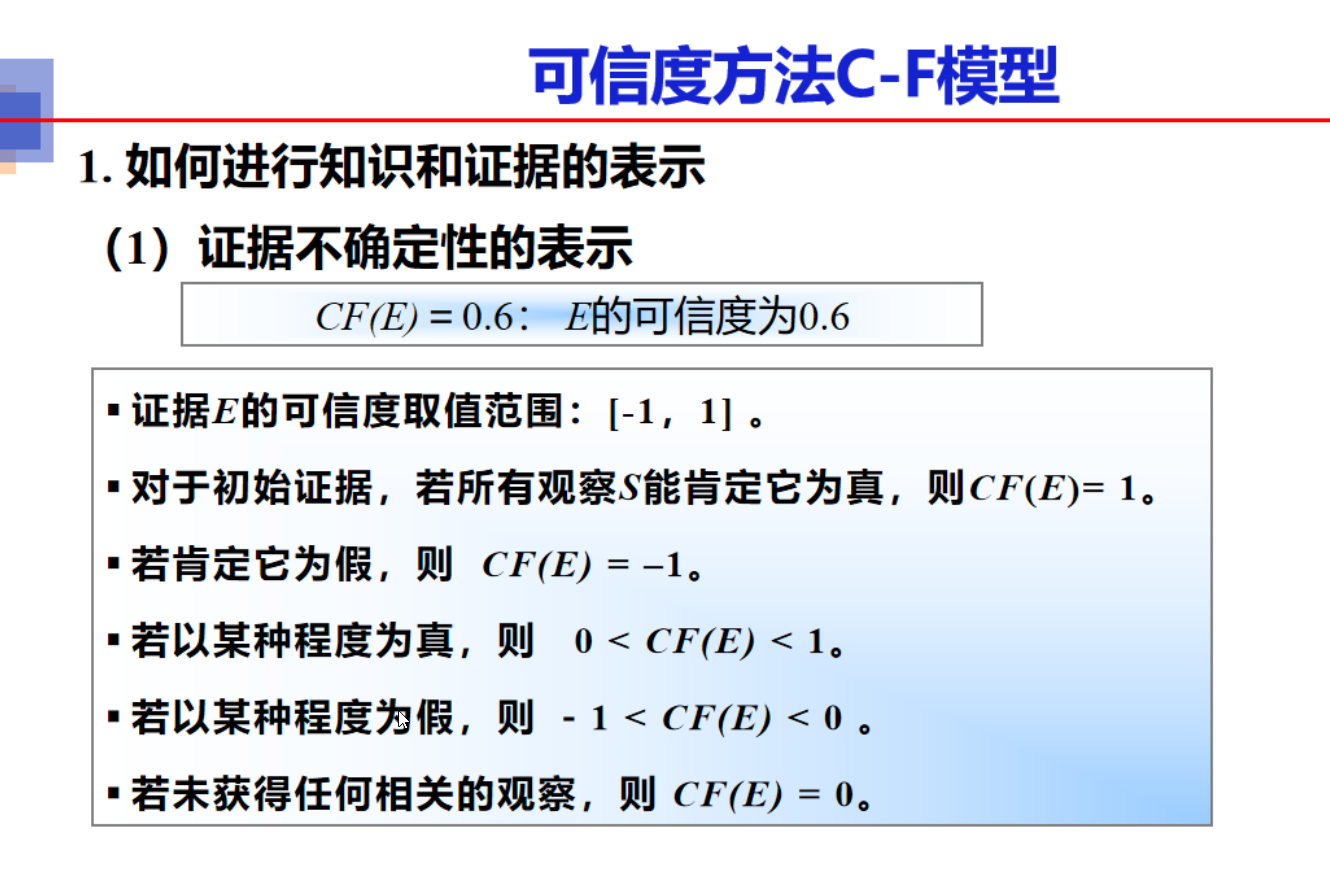 可信度方法C-F模型
1. 如何进行知识和证据的表示
（1）证据不确定性的表示
CF(E) = 0.6： E的可信度为0.6
▪ 证据E的可信度取值范围：[-1，1] 。
▪ 对于初始证据，若所有观察S能肯定它为真，则CF(E)= 1。
▪ 若肯定它为假，则 CF(E) = –1。
▪ 若以某种程度为真，则 0 < CF(E) < 1。
▪ 若以某种程度为假，则 - 1 < CF(E) < 0 。
▪ 若未获得任何相关的观察，则 CF(E) = 0。